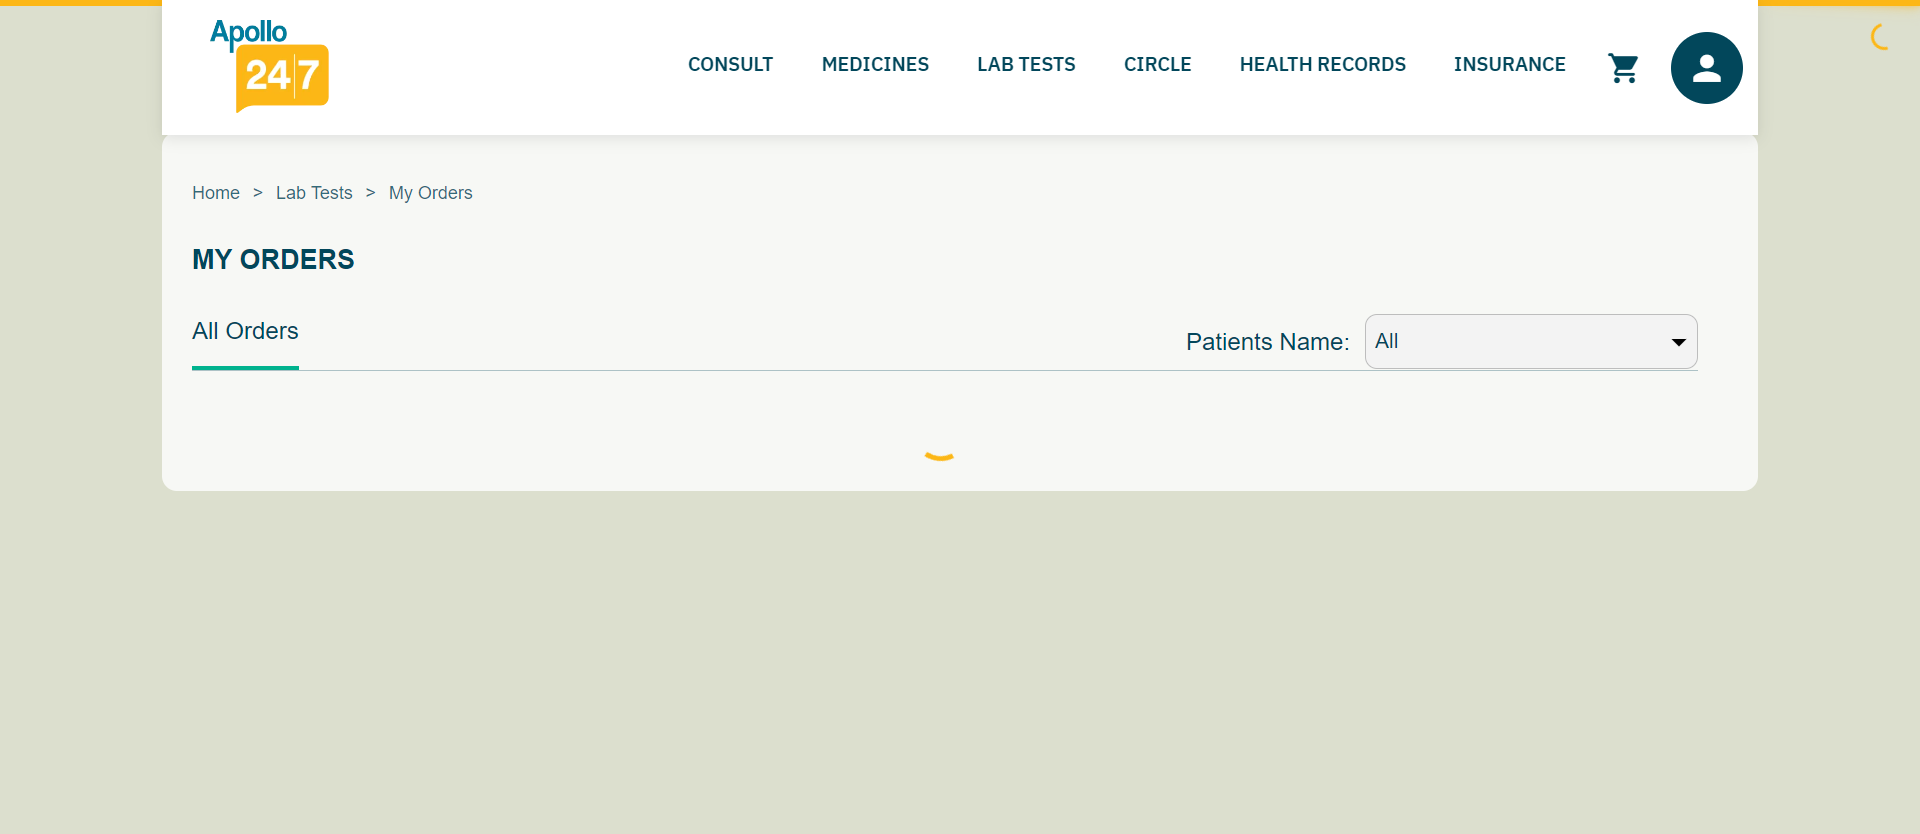 Apollo
24|7
CONSULT MEDICINES LAB TESTS CIRCLE HEALTH RECORDS INSURANCE
Home > Lab Tests > My Orders
MY ORDERS
All Orders
Patients Name: All